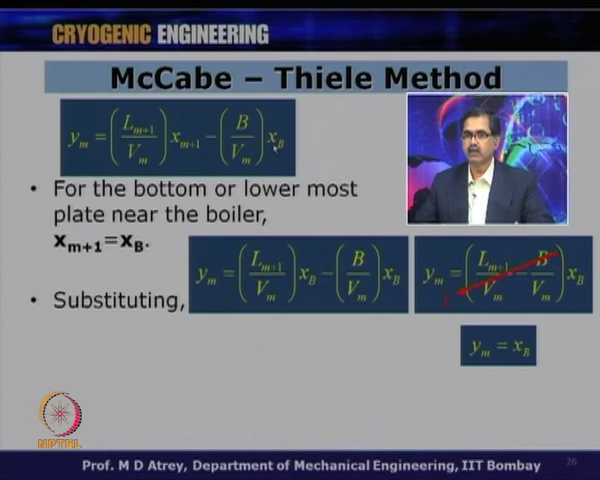 CRYOGENIC ENGINEERING
McCabe – Thiele Method
y_m = (L_{m+1}/V_m) x_{m+1} − (B/V_m) x_B
• For the bottom or lower most
plate near the boiler,
x_{m+1}=x_B.
• Substituting,
y_m = (L_{m+1}/V_m) x_B − (B/V_m) x_B
y_m = (L_{m+1}/V_m − B/V_m) x_B
1
y_m = x_B
NPTEL
Prof. M D Atrey, Department of Mechanical Engineering, IIT Bombay
26